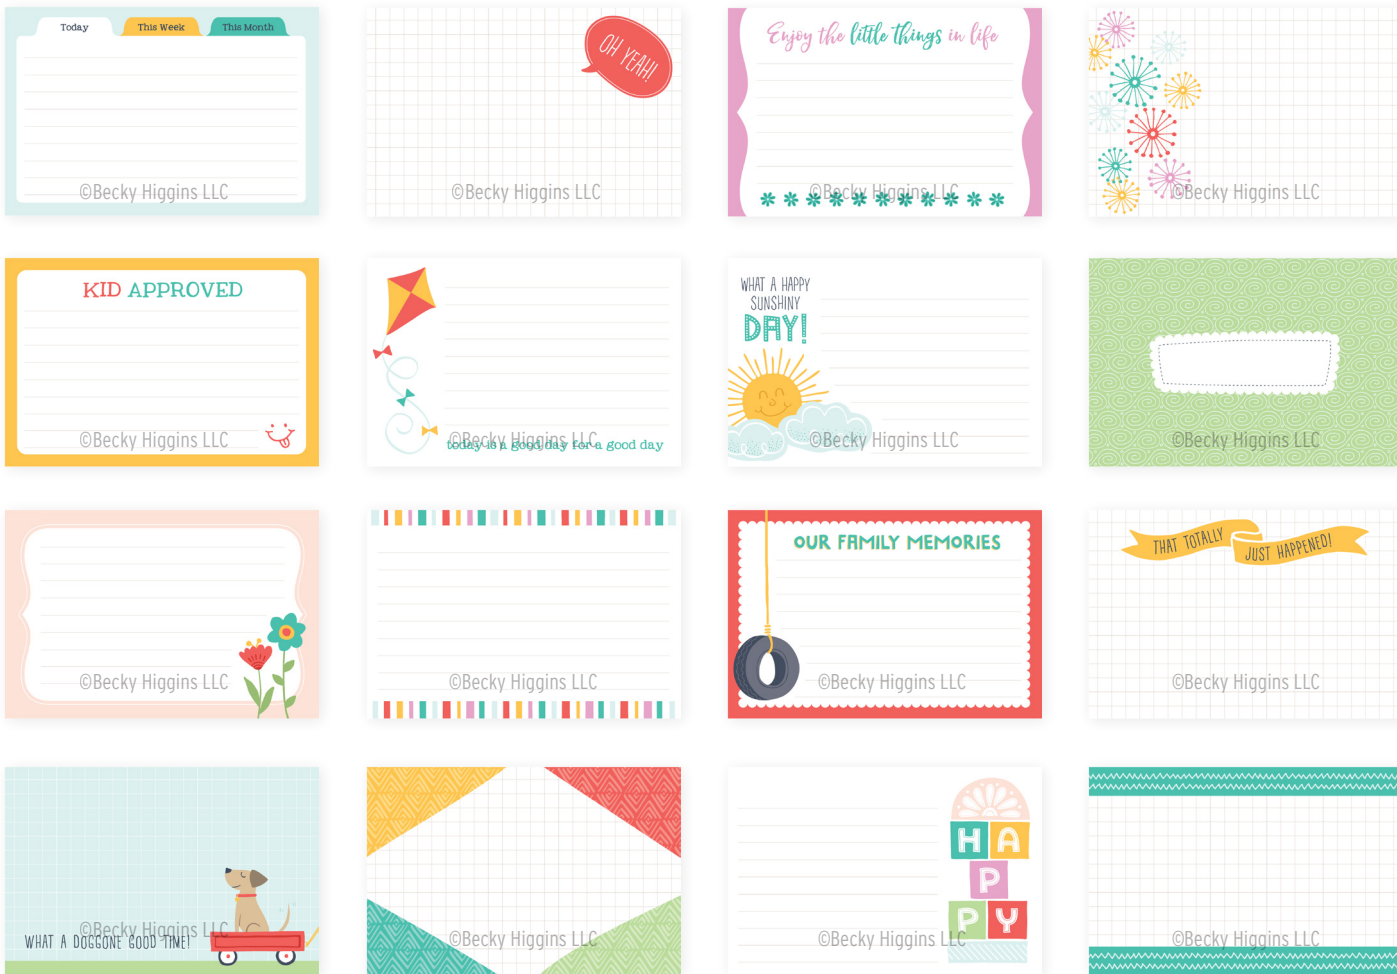 Today
This Week
This Month
©Becky Higgins LLC
OH YEAH!
©Becky Higgins LLC
Enjoy the little things in life
©Becky Higgins LLC
©Becky Higgins LLC
KID APPROVED
©Becky Higgins LLC
©Becky Higgins LLC
today is a good day for a good day
WHAT A HAPPY
SUNSHINY
DAY!
©Becky Higgins LLC
©Becky Higgins LLC
©Becky Higgins LLC
©Becky Higgins LLC
OUR FAMILY MEMORIES
©Becky Higgins LLC
THAT TOTALLY
JUST HAPPENED!
©Becky Higgins LLC
©Becky Higgins LLC
WHAT A DOGGONE GOOD TIME!
©Becky Higgins LLC
HA
P
PY
©Becky Higgins LLC
©Becky Higgins LLC